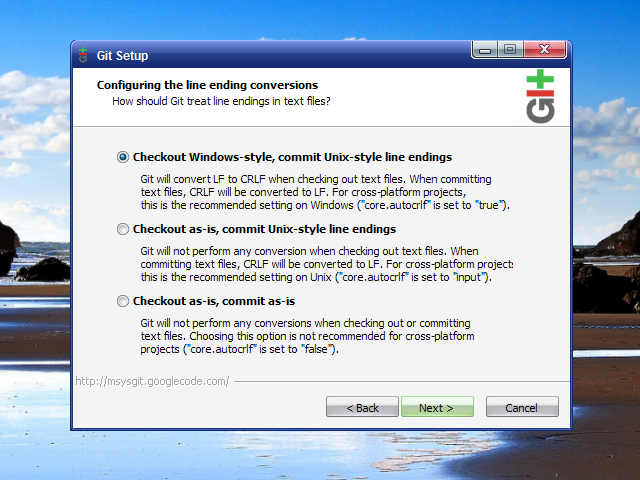 Git Setup
Configuring the line ending conversions
How should Git treat line endings in text files?
Git
Checkout Windows-style, commit Unix-style line endings
Git will convert LF to CRLF when checking out text files. When committing
text files, CRLF will be converted to LF. For cross-platform projects,
this is the recommended setting on Windows ("core.autocrlf" is set to "true").
Checkout as-is, commit Unix-style line endings
Git will not perform any conversion when checking out text files. When
committing text files, CRLF will be converted to LF. For cross-platform projects
this is the recommended setting on Unix ("core.autocrlf" is set to "input").
Checkout as-is, commit as-is
Git will not perform any conversions when checking out or committing
text files. Choosing this option is not recommended for cross-platform
projects ("core.autocrlf" is set to "false").
http://msysgit.googlecode.com/
< Back
Next >
Cancel